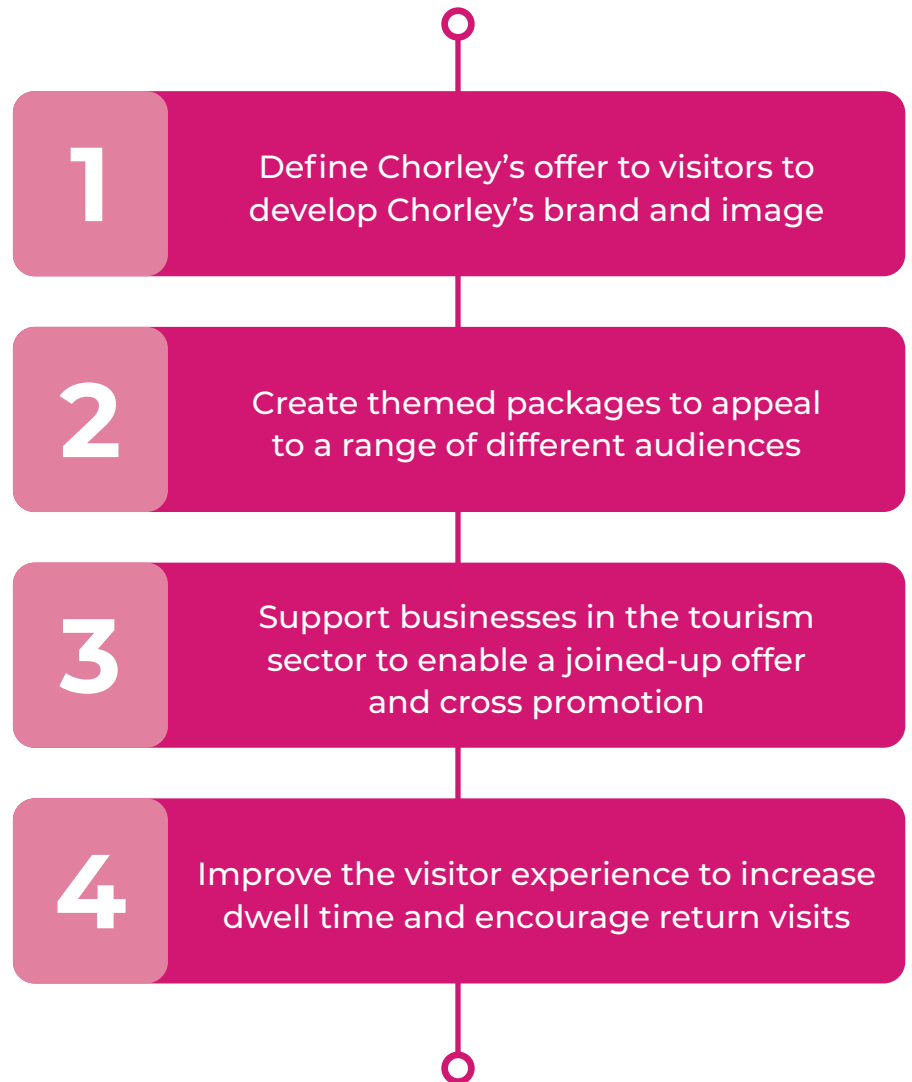 1
Define Chorley’s offer to visitors to
develop Chorley’s brand and image
2
Create themed packages to appeal
to a range of different audiences
3
Support businesses in the tourism
sector to enable a joined-up offer
and cross promotion
4
Improve the visitor experience to increase
dwell time and encourage return visits